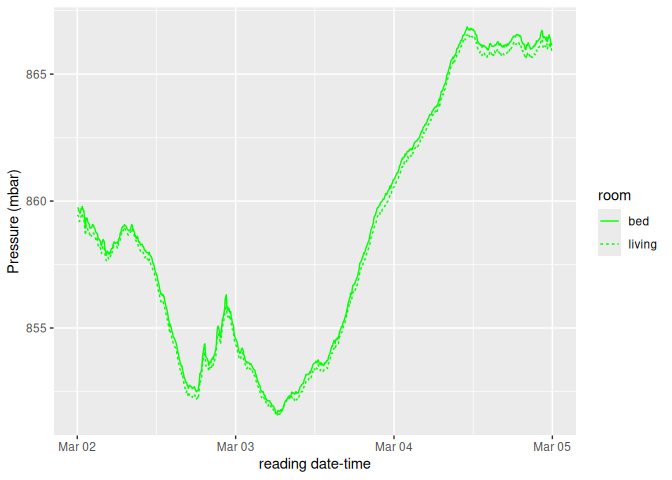 865
860
855
Pressure (mbar)
Mar 02
Mar 03
Mar 04
Mar 05
reading date-time
room
bed
living